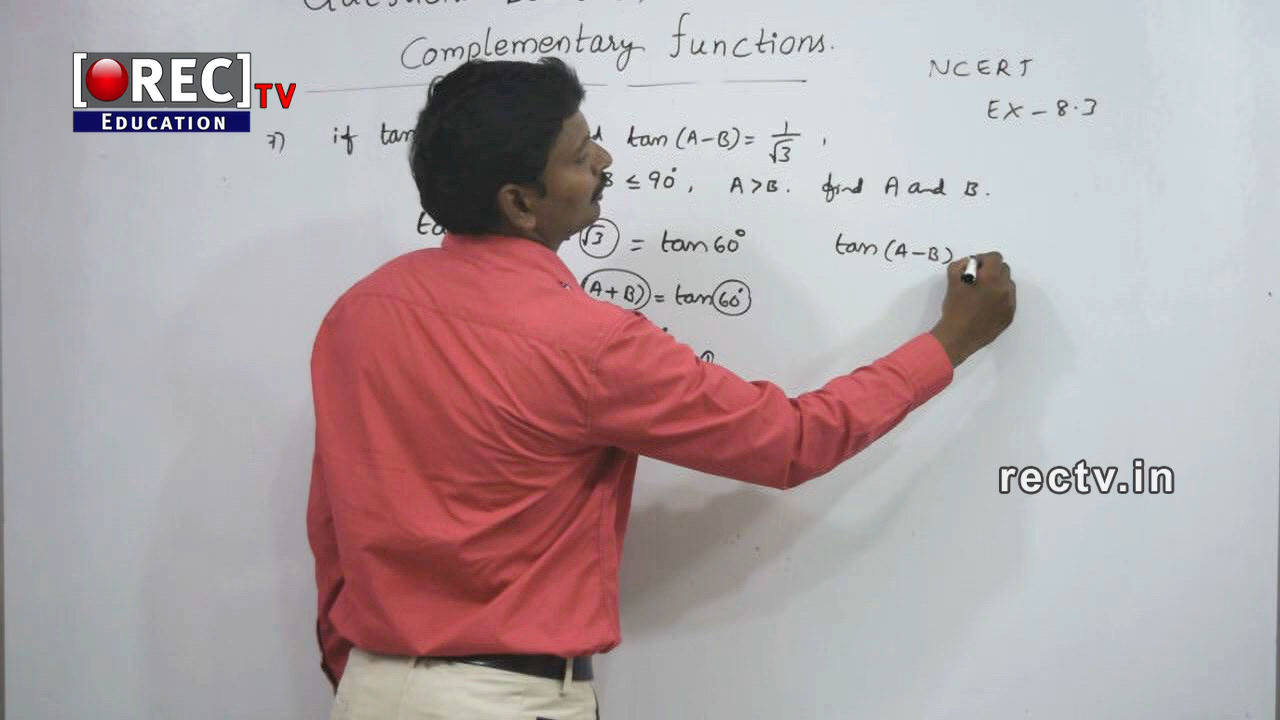 Complementary functions.
NCERT
EX - 8.3
[REC] TV
EDUCATION
7) if tan tan (A-B) = 1/√3 ,
B ≤ 90°, A > B. find A and B.
√3 = tan 60°
tan (A-B)
(A+B) = tan 60°
rectv.in